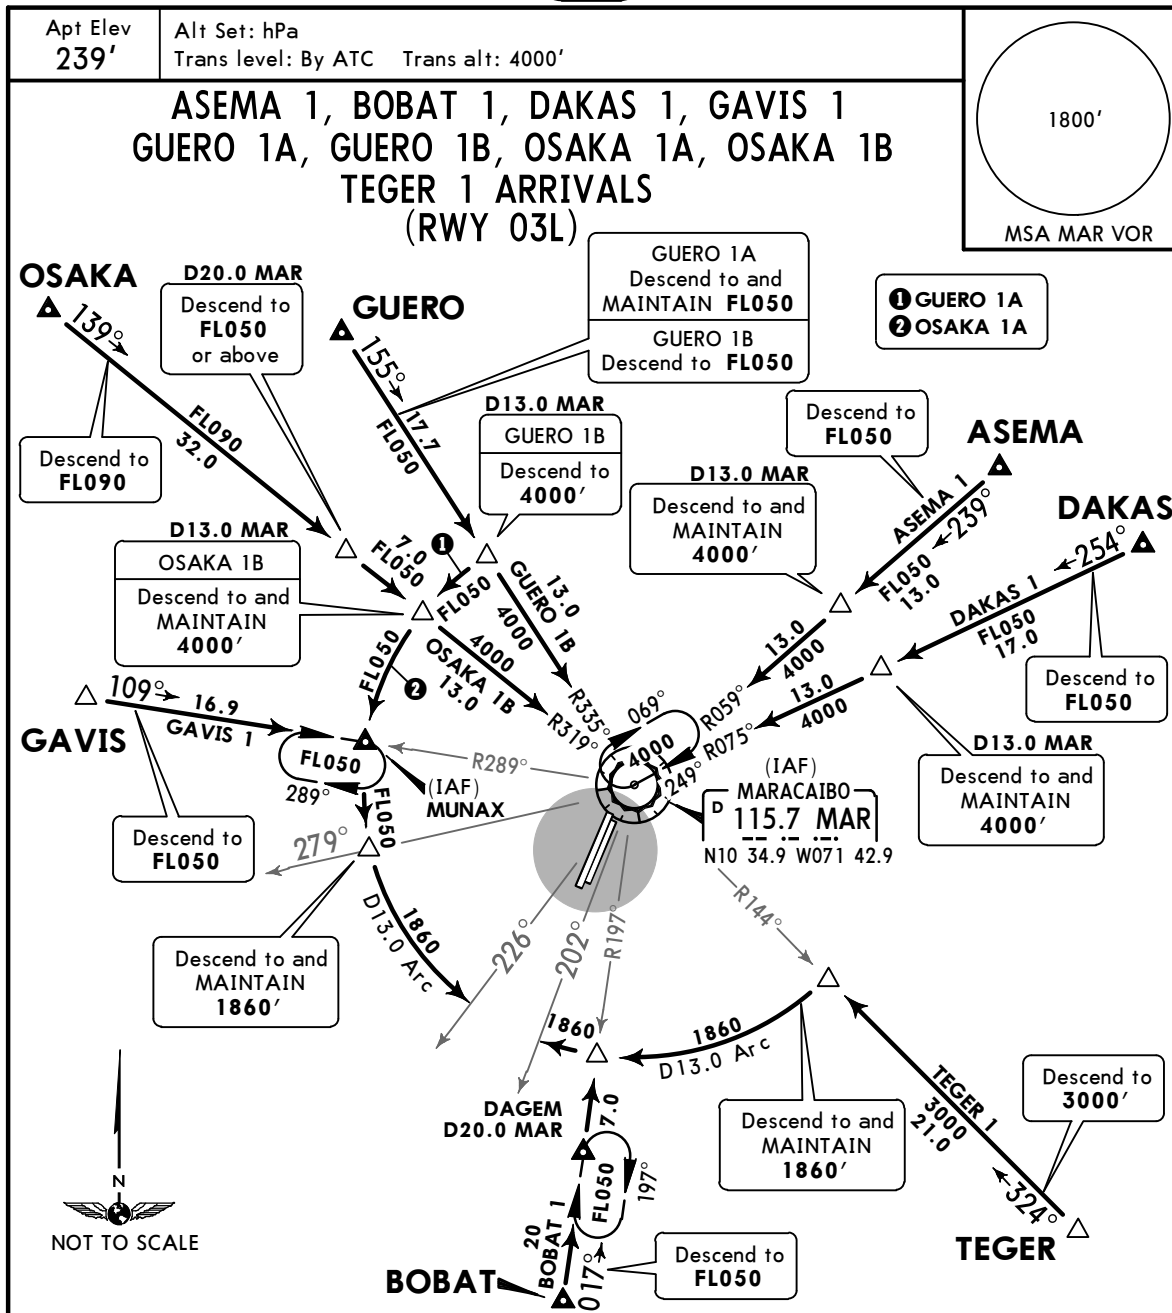 Apt Elev
239'
Alt Set: hPa
Trans level: By ATC Trans alt: 4000'
1800'
MSA MAR VOR
ASEMA 1, BOBAT 1, DAKAS 1, GAVIS 1
GUERO 1A, GUERO 1B, OSAKA 1A, OSAKA 1B
TEGER 1 ARRIVALS
(RWY 03L)
OSAKA
139°
FL090
32.0
Descend to
FL090
D20.0 MAR
Descend to
FL050
or above
GUERO
155°
17.7
FL050
GUERO 1A
Descend to and
MAINTAIN FL050
GUERO 1B
Descend to FL050
1 GUERO 1A
2 OSAKA 1A
D13.0 MAR
GUERO 1B
Descend to
4000'
Descend to
FL050
ASEMA
ASEMA 1
239°
FL050
13.0
D13.0 MAR
Descend to and
MAINTAIN
4000'
DAKAS
254°
DAKAS 1
FL050
17.0
Descend to
FL050
D13.0 MAR
OSAKA 1B
Descend to and
MAINTAIN
4000'
7.0
FL050
1
FL050
GUERO 1B
13.0
4000
4000
OSAKA 1B
13.0
FL050
2
13.0
4000
13.0
4000
R335°
R319°
069°
4000
249°
R059°
R075°
D13.0 MAR
Descend to and
MAINTAIN
4000'
GAVIS
109°
16.9
GAVIS 1
FL050
289°
(IAF)
MUNAX
R289°
FL050
279°
Descend to
FL050
(IAF)
MARACAIBO
D 115.7 MAR
N10 34.9 W071 42.9
Descend to and
MAINTAIN
1860'
1860
D13.0 Arc
226°
202°
R197°
R144°
1860
1860
D13.0 Arc
DAGEM
D20.0 MAR
7.0
FL050
197°
Descend to and
MAINTAIN
1860'
TEGER 1
3000
21.0
Descend to
3000'
324°
TEGER
20
BOBAT 1
017°
Descend to
FL050
BOBAT
N
NOT TO SCALE